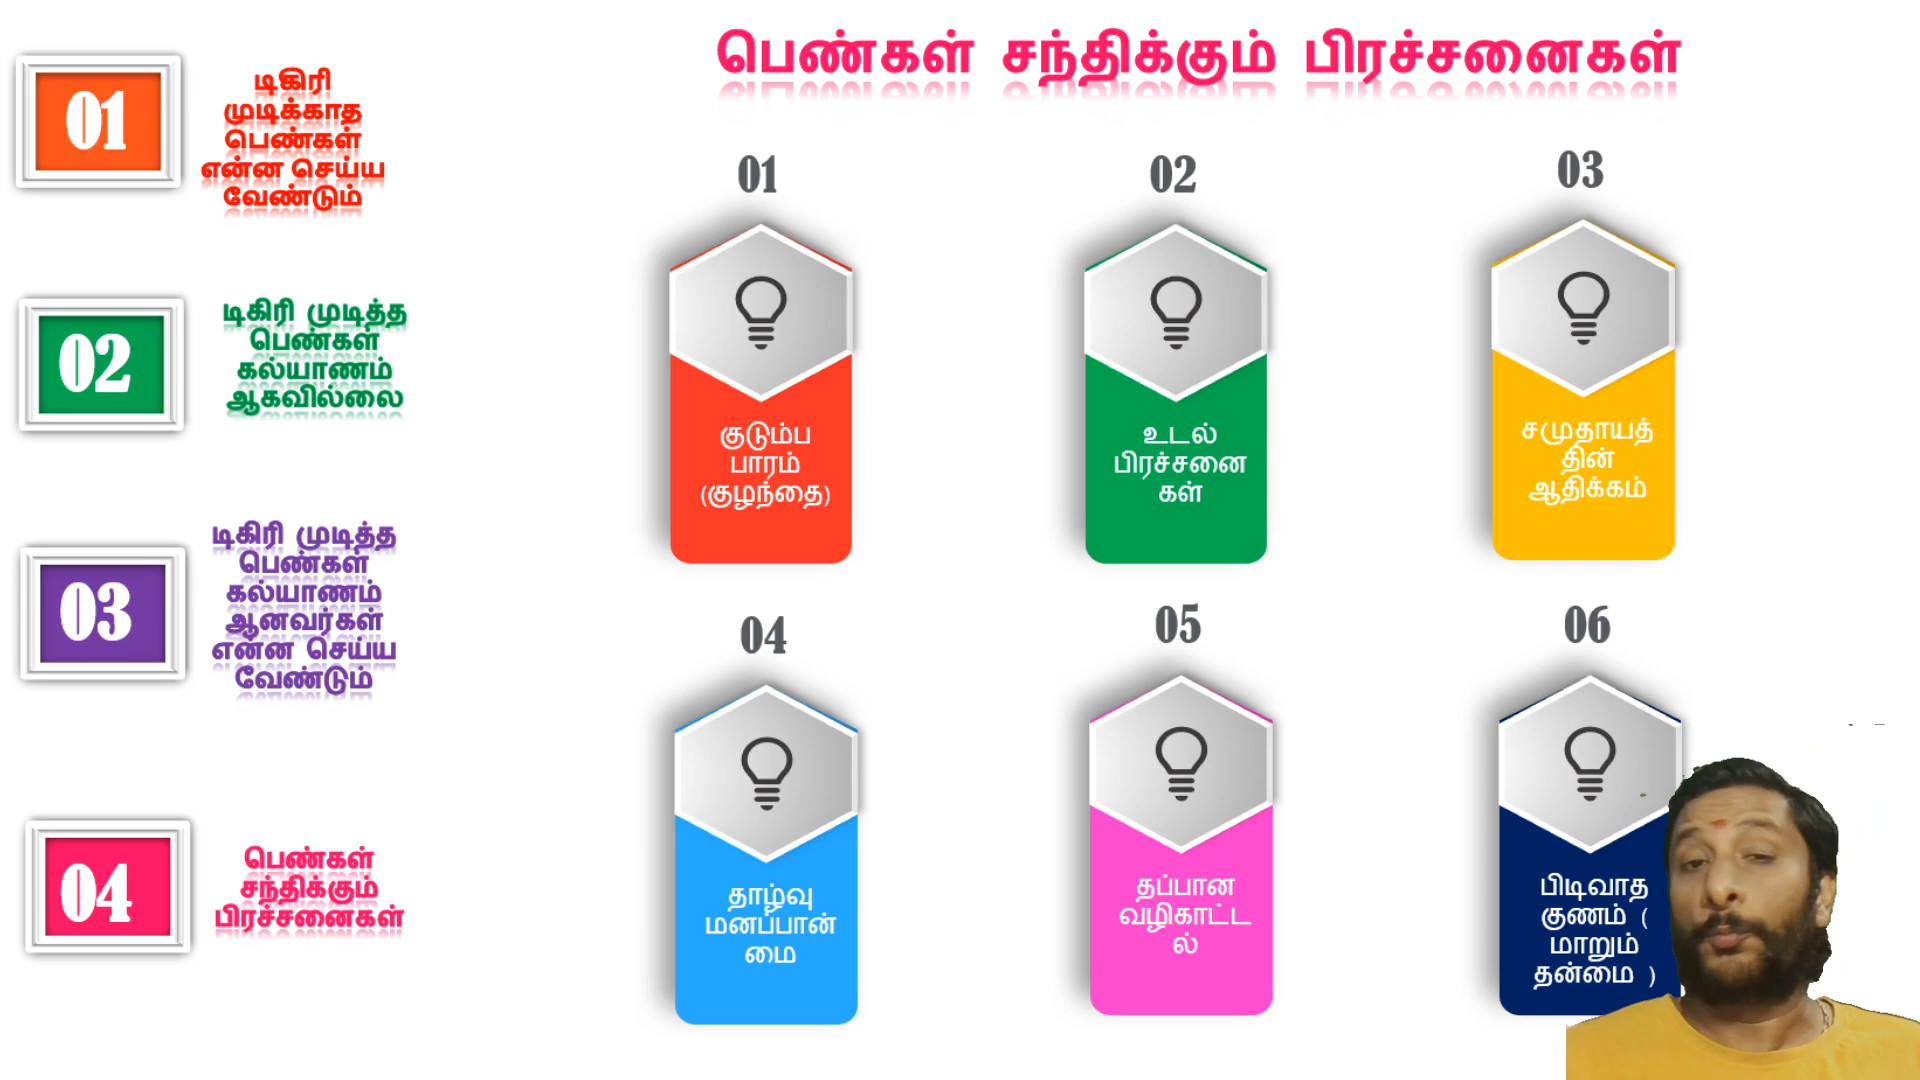 பெண்கள் சந்திக்கும் பிரச்சனைகள்
01
டிகிரி
முடிக்காத
பெண்கள்
என்ன செய்ய
வேண்டும்
02
டிகிரி முடித்த
பெண்கள்
கல்யாணம்
ஆகவில்லை
03
டிகிரி முடித்த
பெண்கள்
கல்யாணம்
ஆனவர்கள்
என்ன செய்ய
வேண்டும்
04
பெண்கள்
சந்திக்கும்
பிரச்சனைகள்
01
குடும்ப
பாரம்
(குழந்தை)
02
உடல்
பிரச்சனை
கள்
03
சமுதாயத்
தின்
ஆதிக்கம்
04
தாழ்வு
மனப்பான்
மை
05
தப்பான
வழிகாட்ட
ல்
06
பிடிவாத
குணம் (
மாறும்
தன்மை )